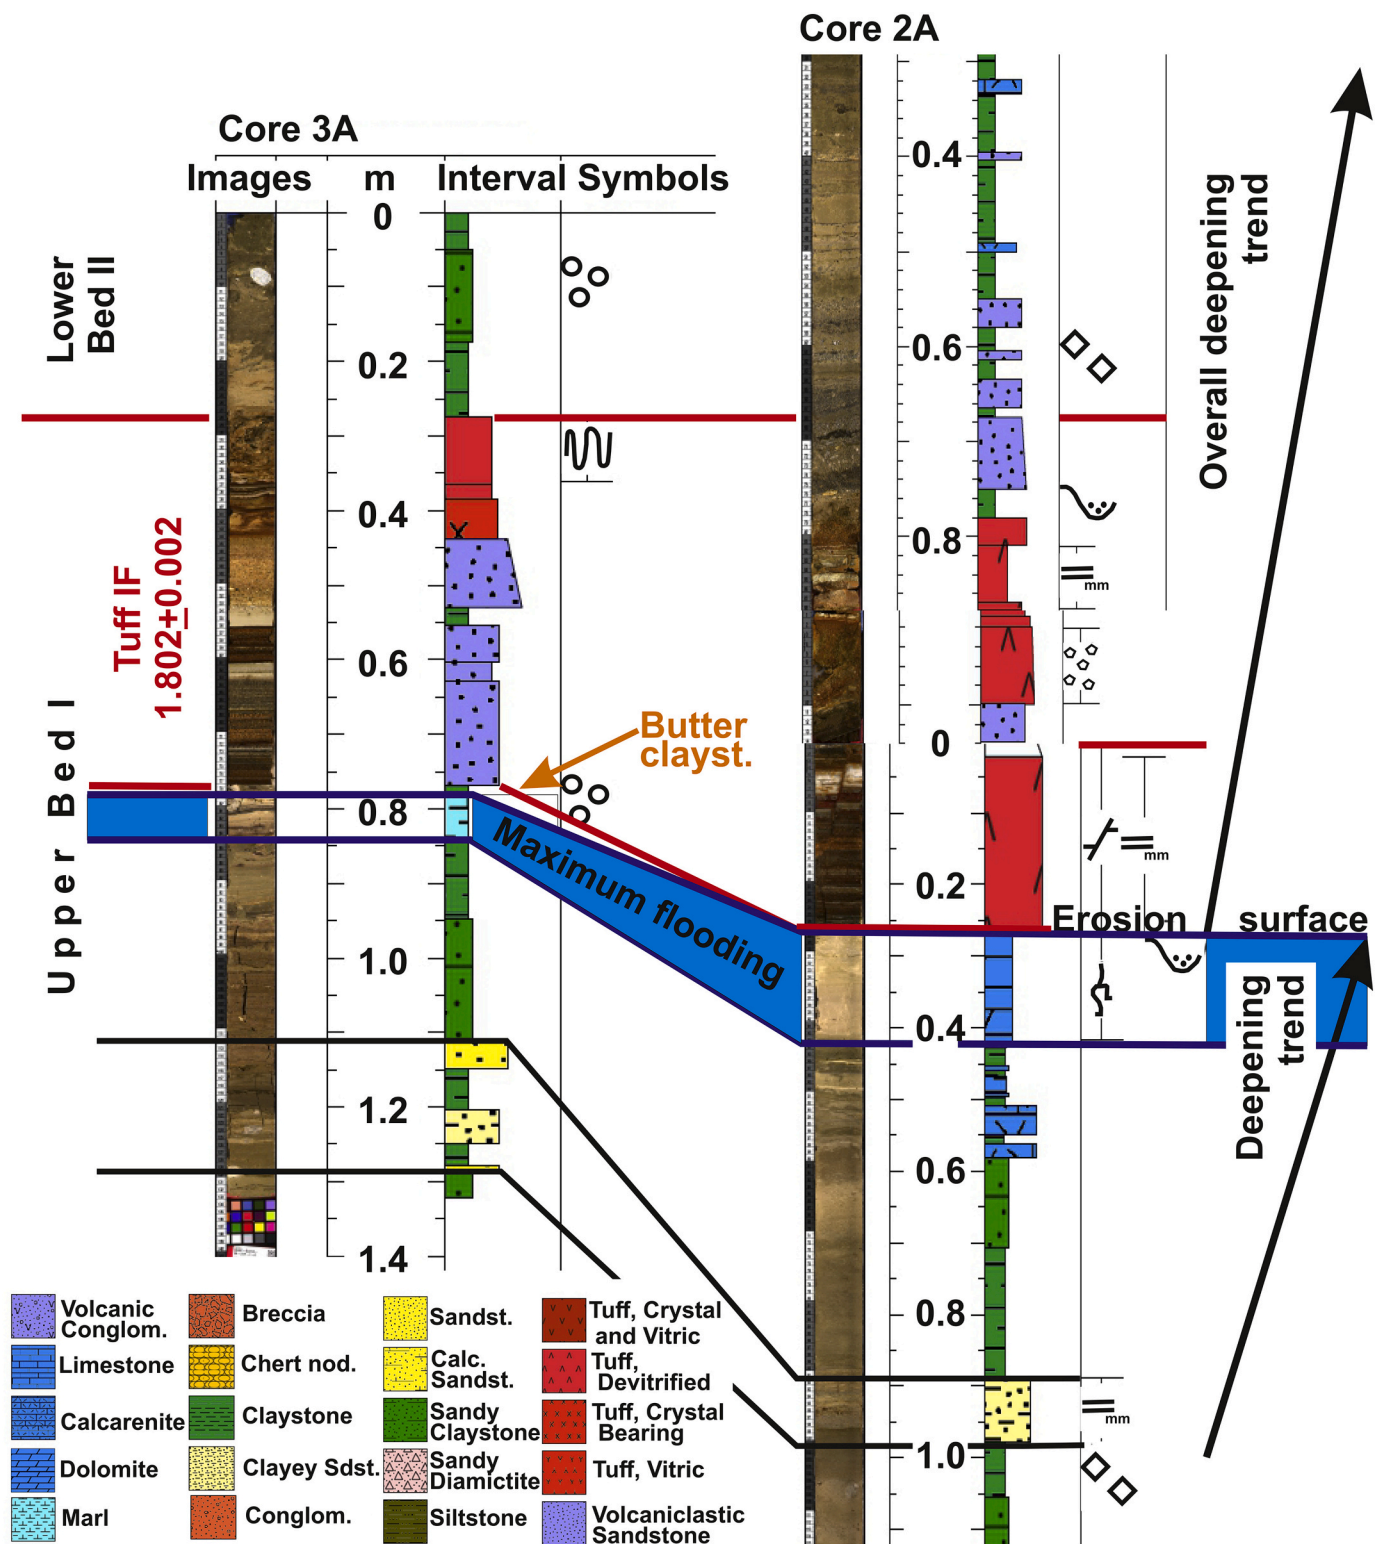 Core 2A
Core 3A
Images
m
Interval
Symbols
0
0.2
0.4
0.6
0.8
1.0
1.2
1.4
Lower
Bed II
Tuff IF
1.802±0.002
Upper Bed I
Butter
clayst.
Maximum flooding
0.4
0.6
0.8
mm
0
0.2
mm
0.4
0.6
0.8
mm
1.0
Erosion surface
Overall deepening
trend
Deepening
trend
Volcanic
Conglom.
Limestone
Calcarenite
Dolomite
Marl
Breccia
Chert nod.
Claystone
Clayey Sdst.
Conglom.
Sandst.
Calc.
Sandst.
Sandy
Claystone
Sandy
Diamictite
Siltstone
Tuff, Crystal
and Vitric
Tuff,
Devitrified
Tuff, Crystal
Bearing
Tuff, Vitric
Volcaniclastic
Sandstone